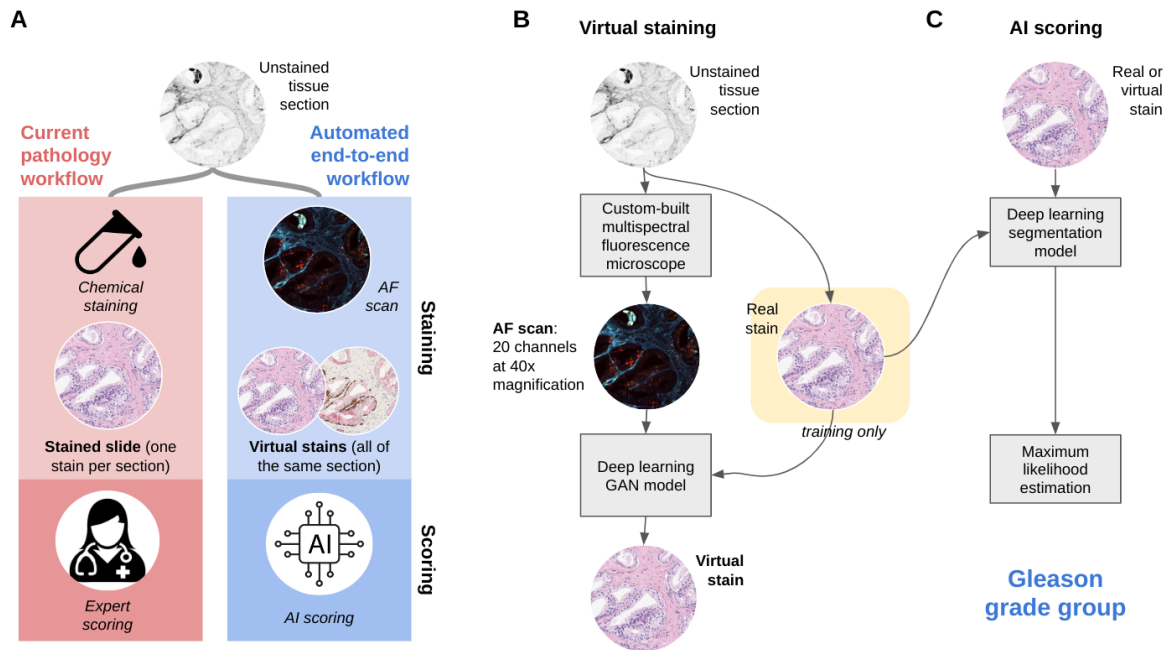 A
Unstained
tissue
section
Current
pathology
workflow
Automated
end-to-end
workflow
Chemical
staining
AF
scan
Staining
Stained slide (one
stain per section)
Virtual stains (all of
the same section)
Expert
scoring
AI
AI scoring
Scoring
B
Virtual staining
Unstained
tissue
section
Custom-built
multispectral
fluorescence
microscope
AF scan:
20 channels
at 40x
magnification
Real
stain
training only
Deep learning
GAN model
Virtual
stain
C
AI scoring
Real or
virtual
stain
Deep learning
segmentation
model
Maximum
likelihood
estimation
Gleason
grade group